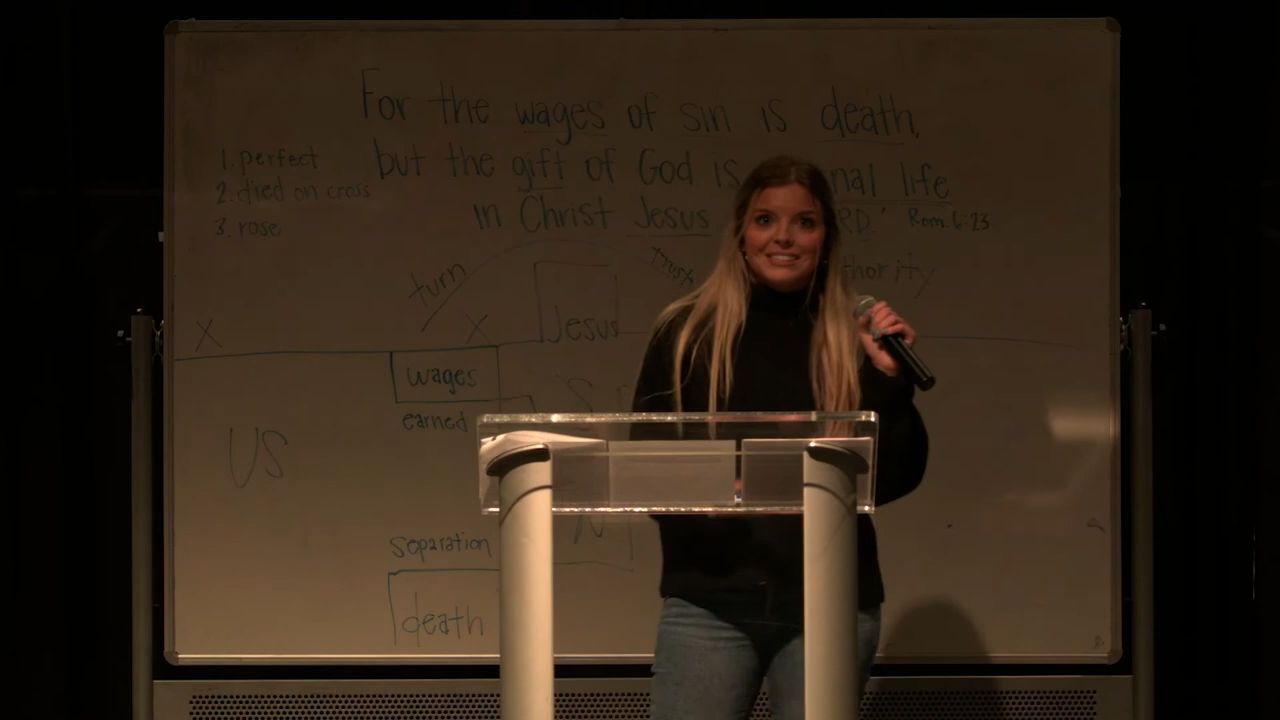 For the wages of sin is death,
but the gift of God is nal life
in Christ Jesus RD." Rom. 6:23
1. perfect
2. died on cross
3. rose
turn
Trust
thority
X
X
Jesus
wages
earned
US
S
N
separation
death